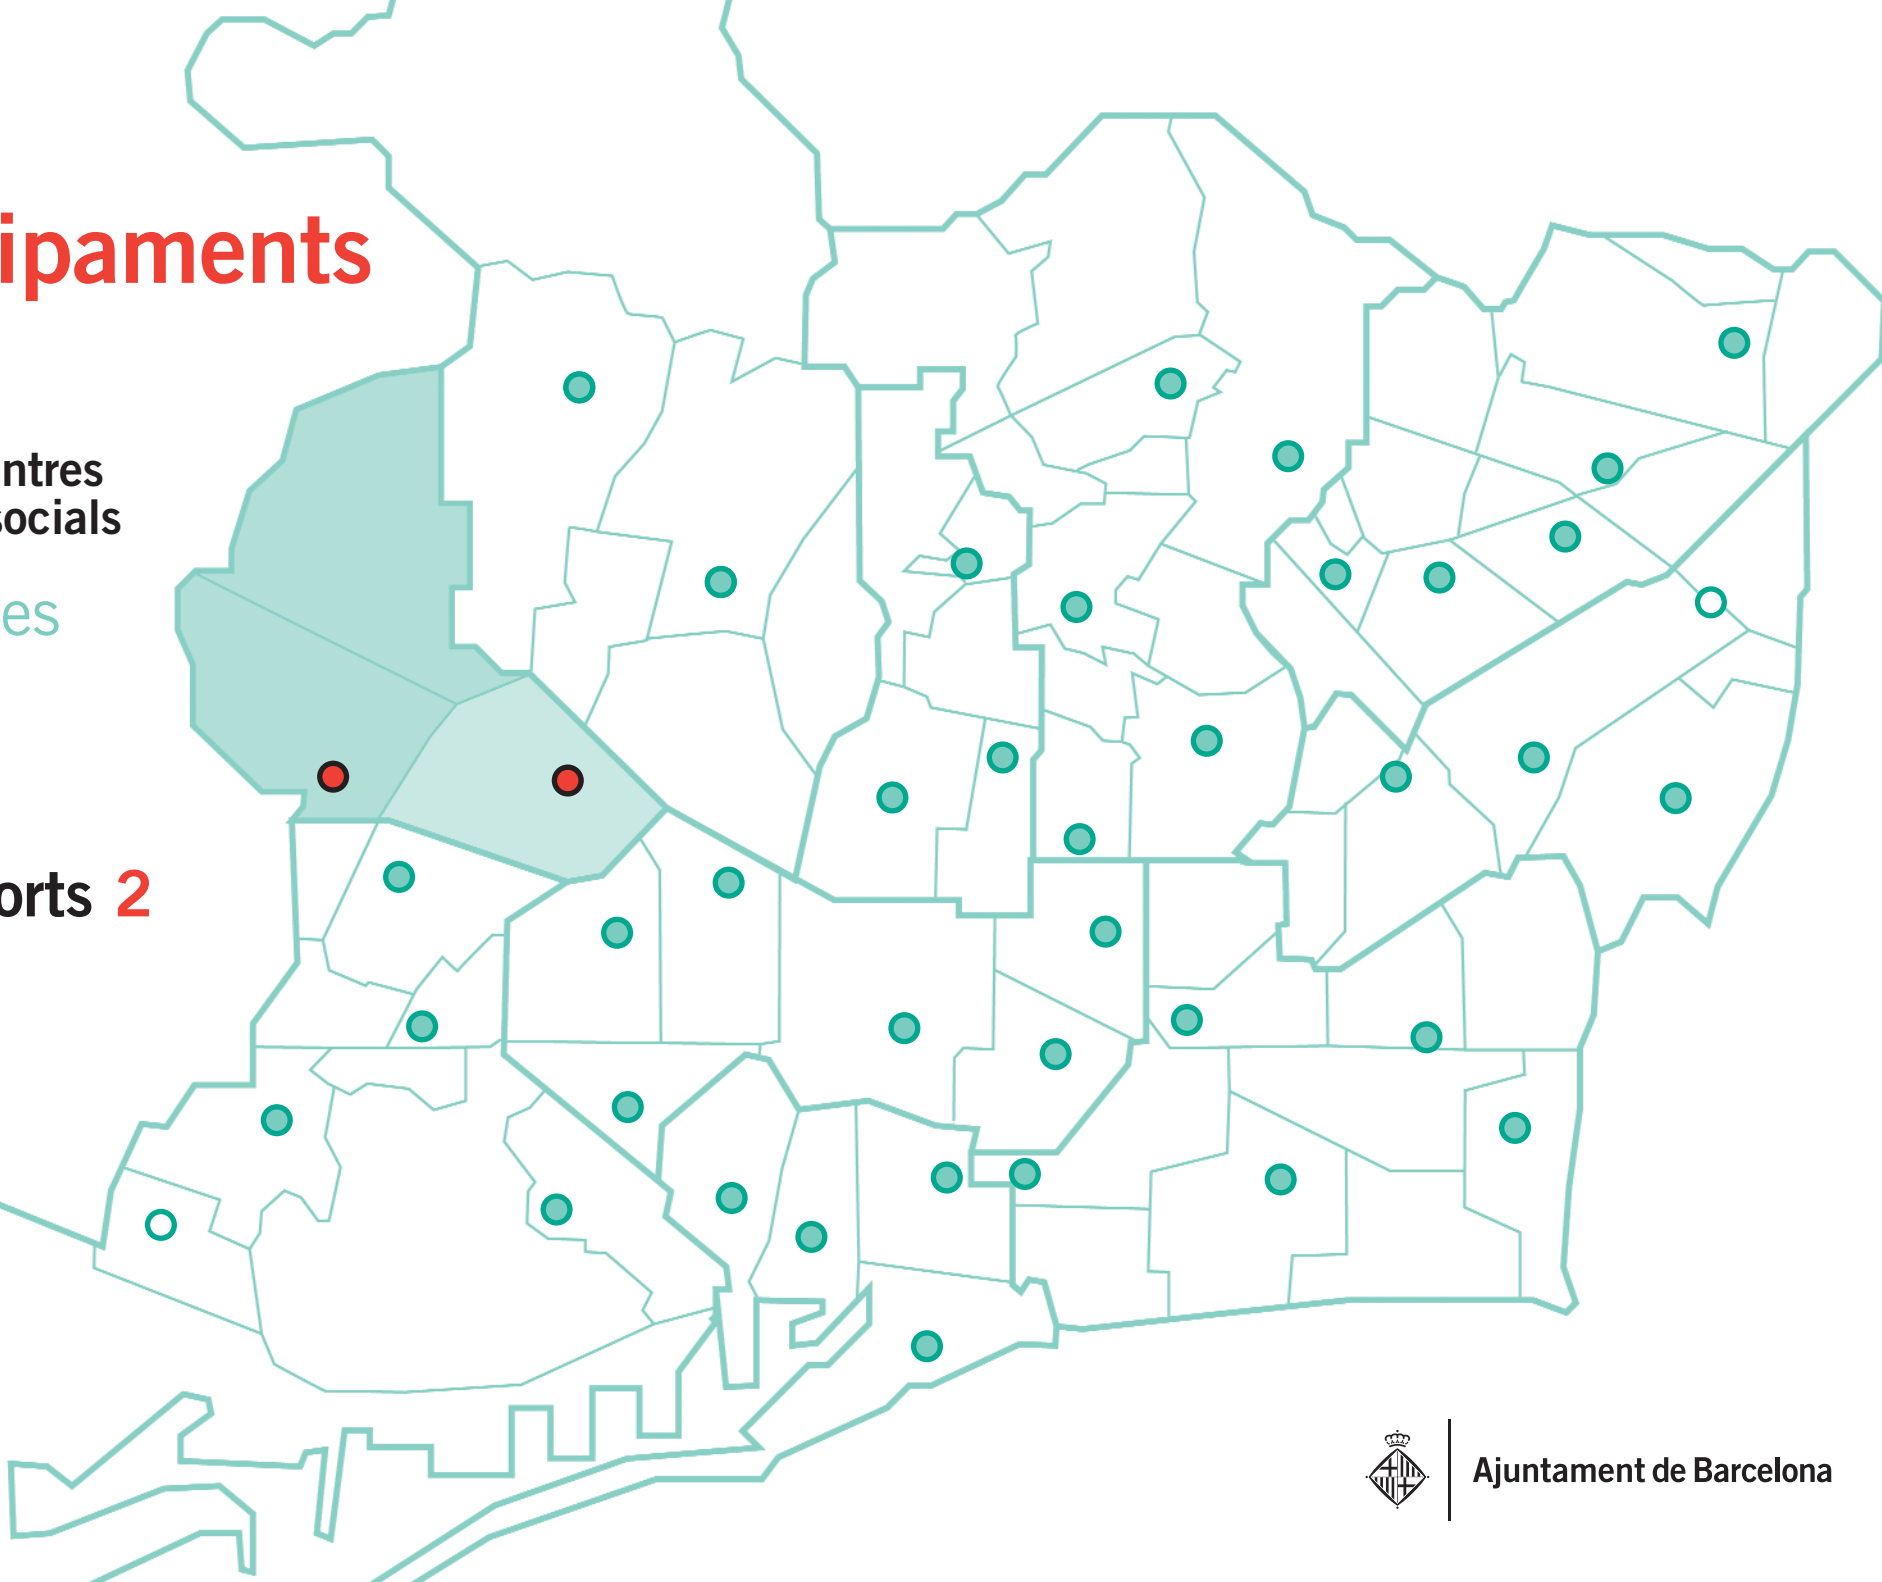 ipaments
ntres
socials
es
orts 2
Ajuntament de Barcelona